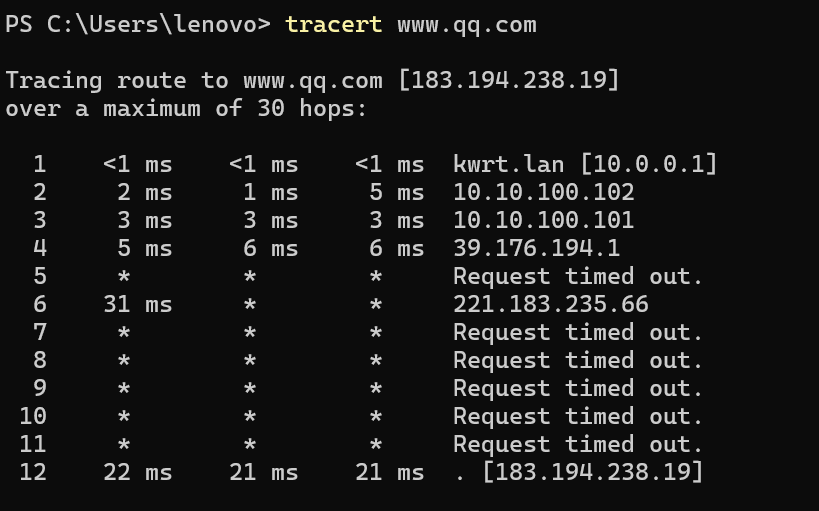 PS C:\Users\lenovo> tracert www.qq.com
Tracing route to www.qq.com [183.194.238.19]
over a maximum of 30 hops:
1 <1 ms <1 ms <1 ms kwrt.lan [10.0.0.1]
2 2 ms 1 ms 5 ms 10.10.100.102
3 3 ms 3 ms 3 ms 10.10.100.101
4 5 ms 6 ms 6 ms 39.176.194.1
5 * * * Request timed out.
6 31 ms * * 221.183.235.66
7 * * * Request timed out.
8 * * * Request timed out.
9 * * * Request timed out.
10 * * * Request timed out.
11 * * * Request timed out.
12 22 ms 21 ms 21 ms . [183.194.238.19]